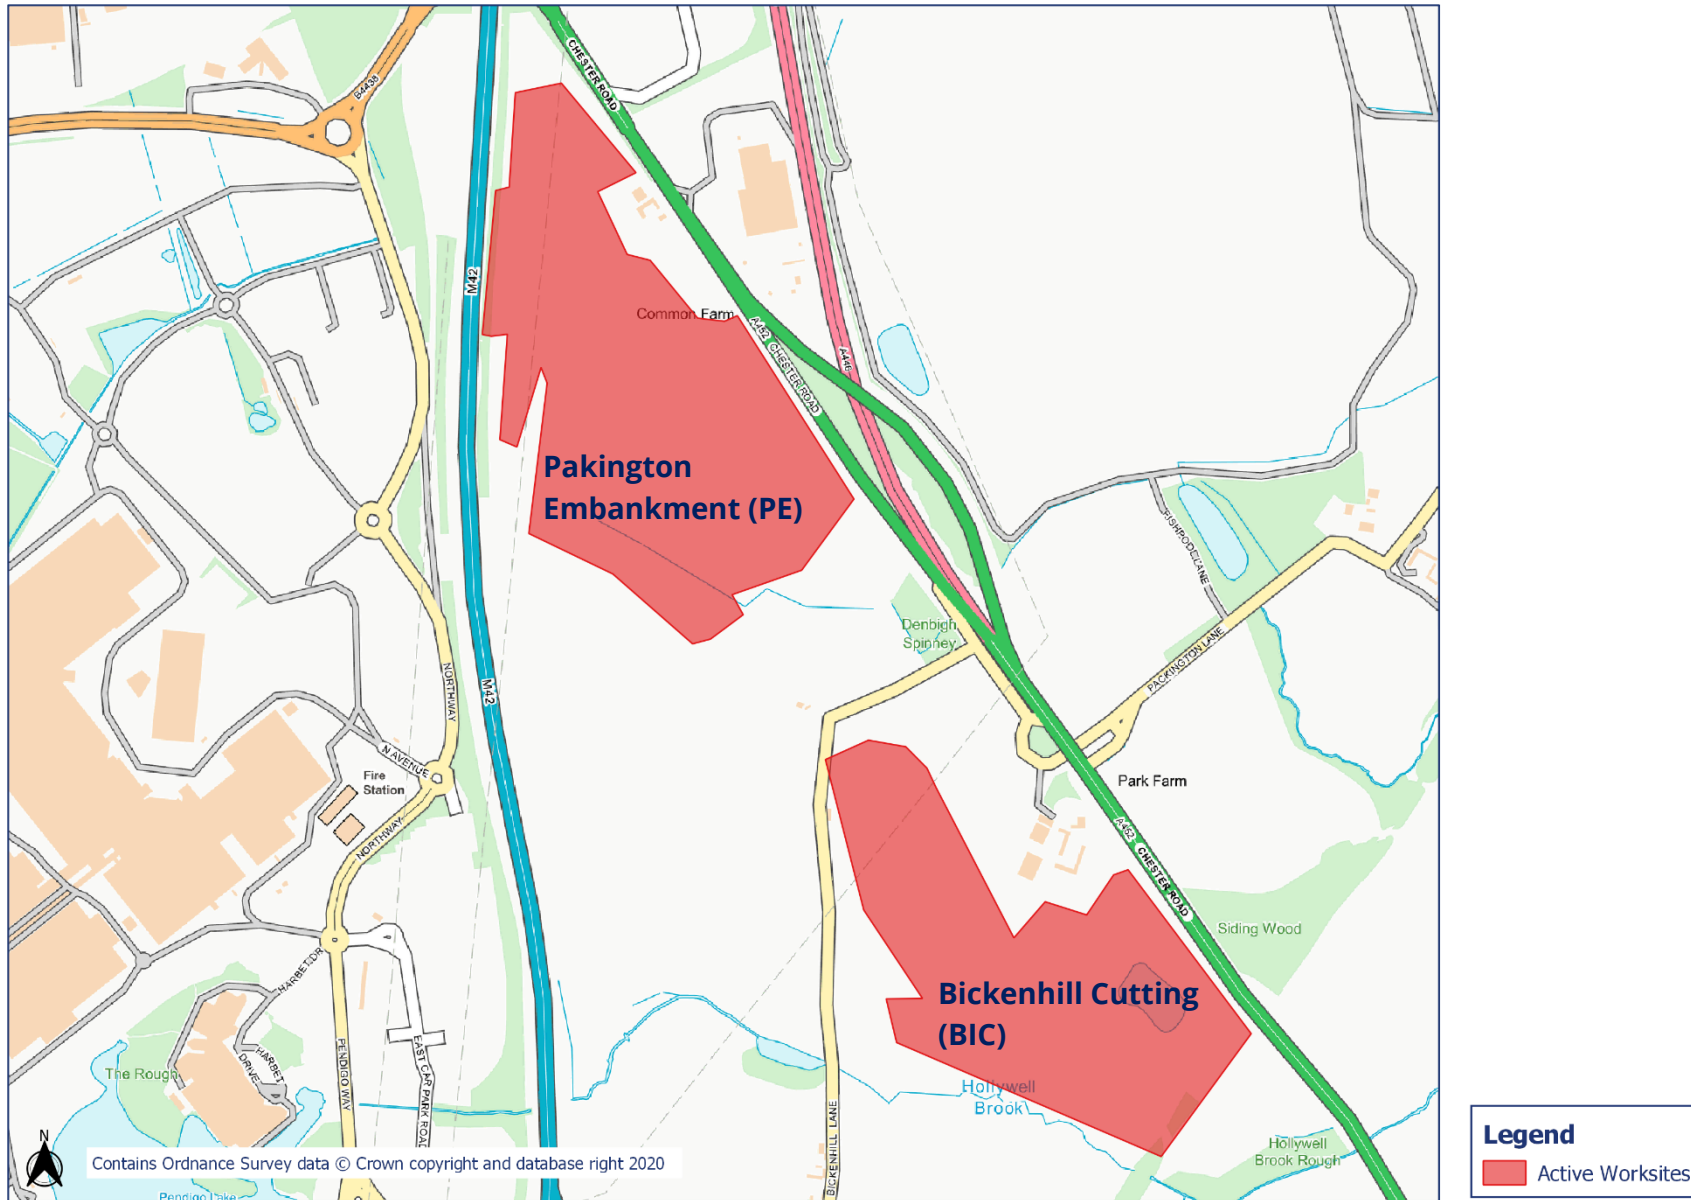 CHESTER ROAD
B4438
M42
Common Farm
A452 CHESTER ROAD
A446
Pakington
Embankment (PE)
FISHPOOL LANE
Denbigh
Spinney
PACKINGTON LANE
NORTHWAY
M42
N AVENUE
Fire
Station
Park Farm
NORTHWAY
A452 CHESTER ROAD
Siding Wood
HARBET DR
Bickenhill Cutting
(BIC)
The Rough
HARBET
DRIVE
PENDIGO WAY
EAST CAR PARK ROAD
BICKENHILL LANE
Hollywell
Brook
Hollywell
Brook Rough
N
Contains Ordnance Survey data © Crown copyright and database right 2020
Pendigo Lake
Legend
Active Worksites